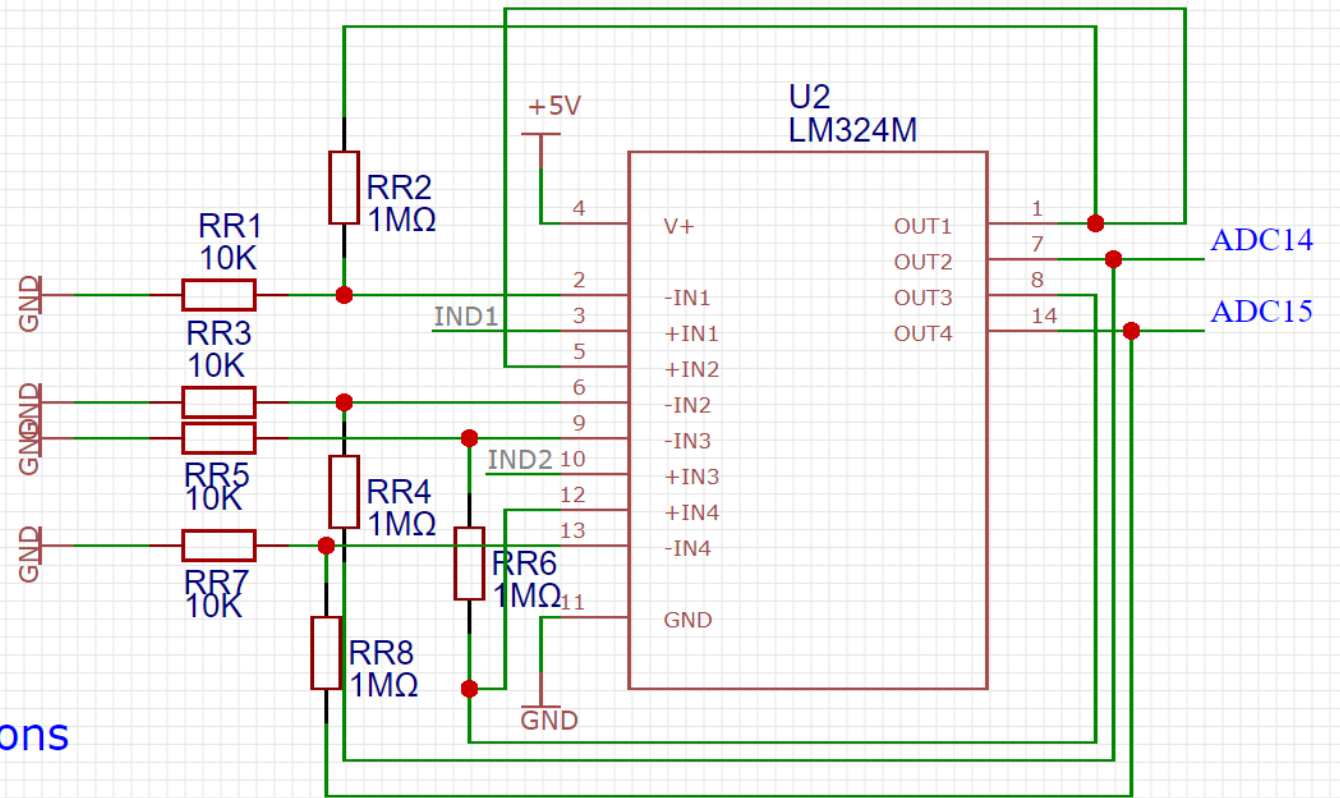 +5V
U2
LM324M
RR2
1MΩ
RR1
10K
GND
RR3
10K
GND
GND
RR5
10K
GND
RR7
10K
RR4
1MΩ
RR6
1MΩ
RR8
1MΩ
IND1
IND2
GND
4
2
3
5
6
9
10
12
13
11
V+
-IN1
+IN1
+IN2
-IN2
-IN3
+IN3
+IN4
-IN4
GND
OUT1
OUT2
OUT3
OUT4
1
7
8
14
ADC14
ADC15
ons